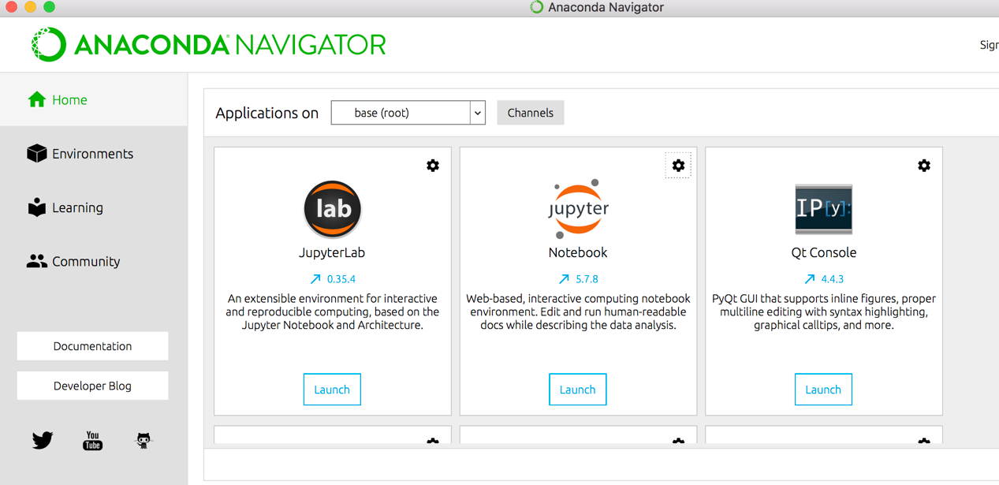 Anaconda Navigator
ANACONDA NAVIGATOR
Sign
Home
Environments
Learning
Community
Documentation
Developer Blog
You
Tube
Applications on
base (root)
Channels
lab
JupyterLab
0.35.4
An extensible environment for interactive
and reproducible computing, based on the
Jupyter Notebook and Architecture.
Launch
jupyter
Notebook
5.7.8
Web-based, interactive computing notebook
environment. Edit and run human-readable
docs while describing the data analysis.
Launch
IP[y]:
Qt Console
4.4.3
PyQt GUI that supports inline figures, proper
multiline editing with syntax highlighting,
graphical calltips, and more.
Launch